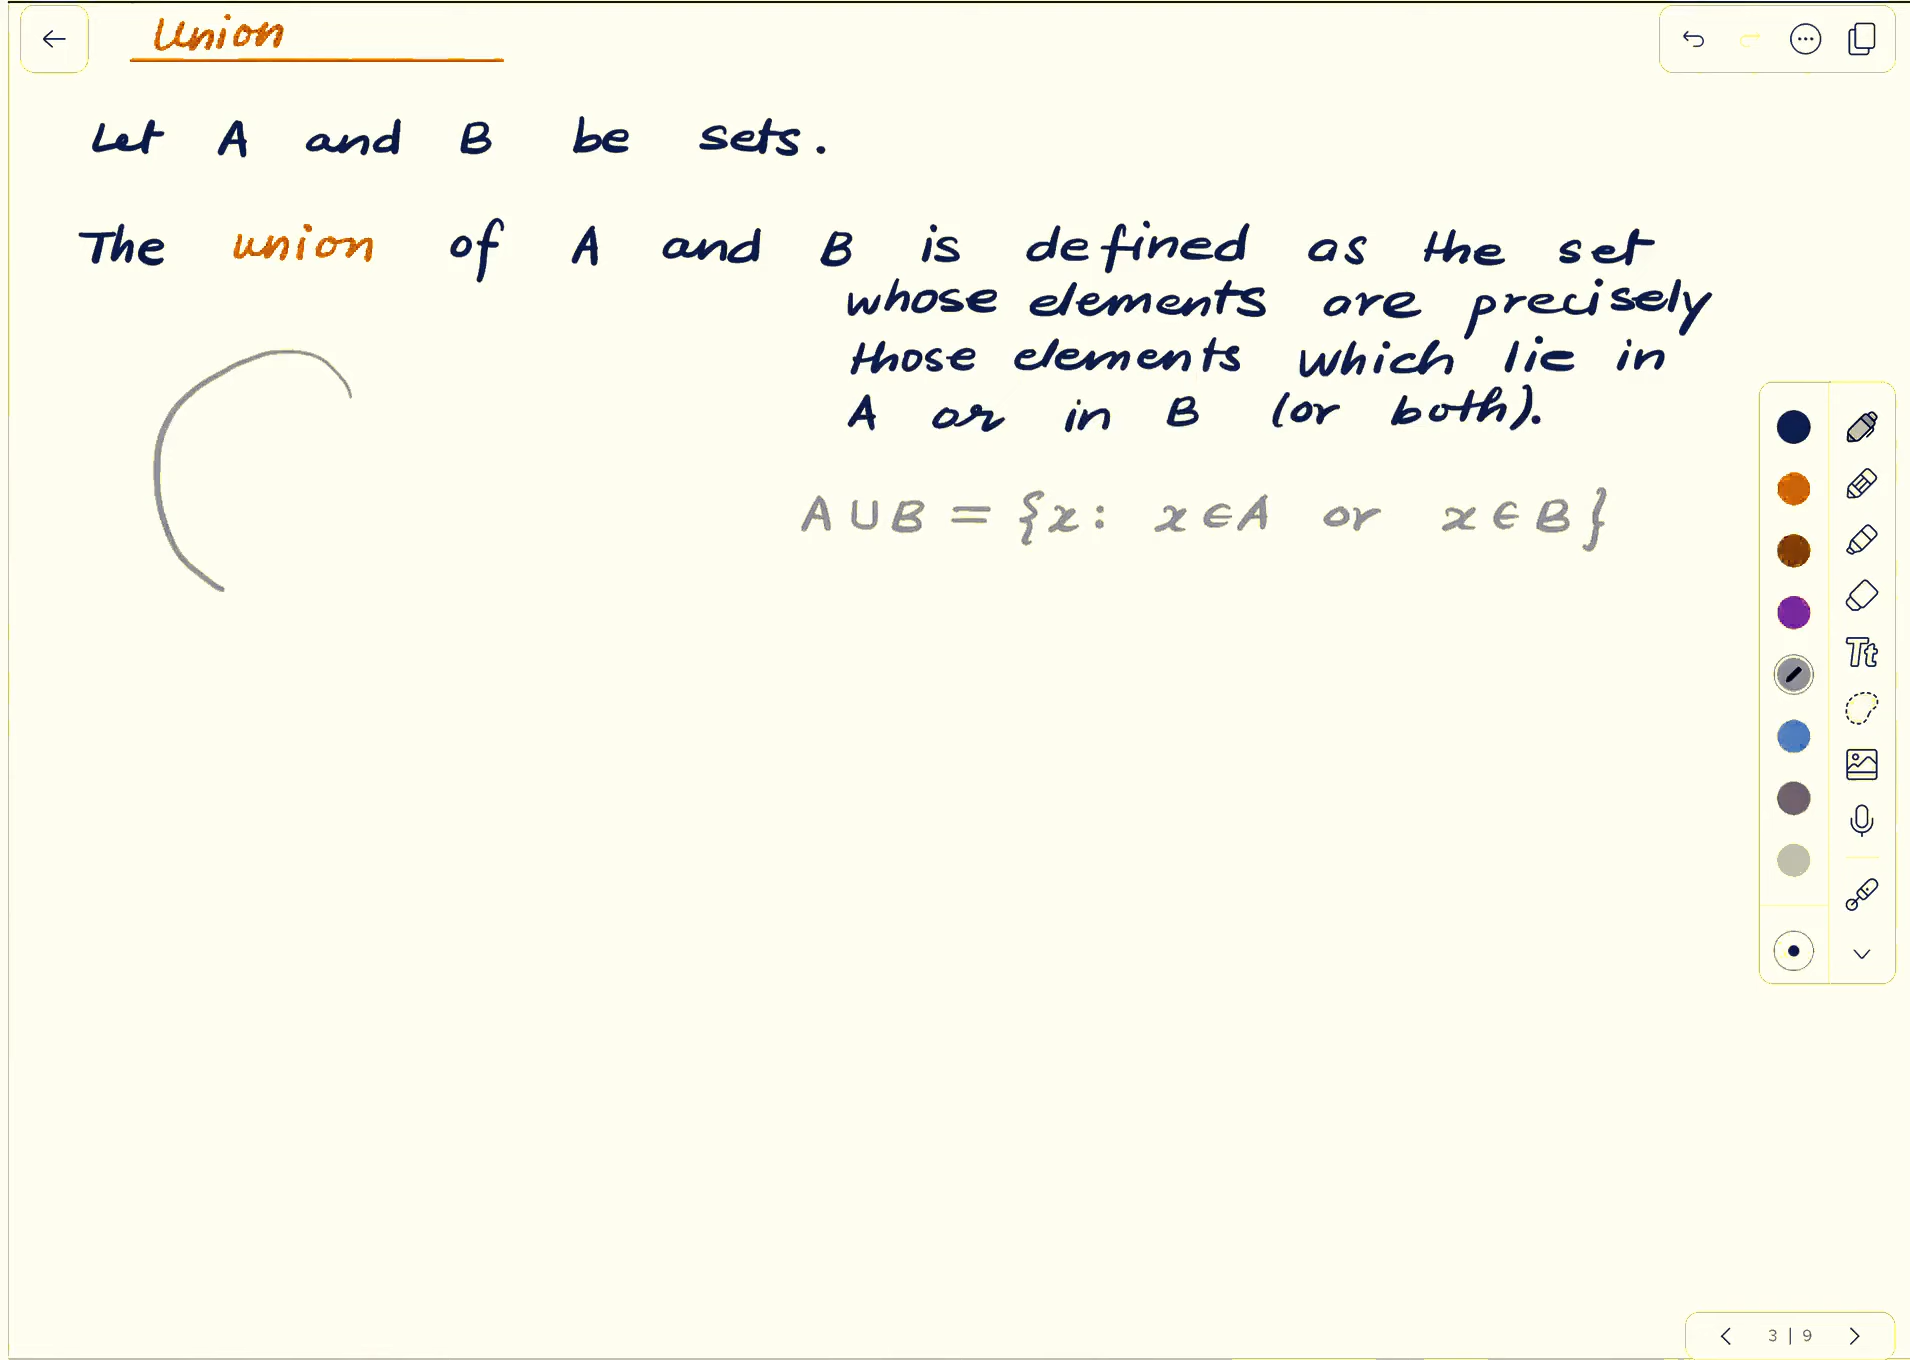 Union
Let A and B be sets.
The union of A and B is defined as the set
whose elements are precisely
those elements which lie in
A or in B (or both).
A ∪ B = {x : x ∈ A or x ∈ B}
Tt
3 | 9